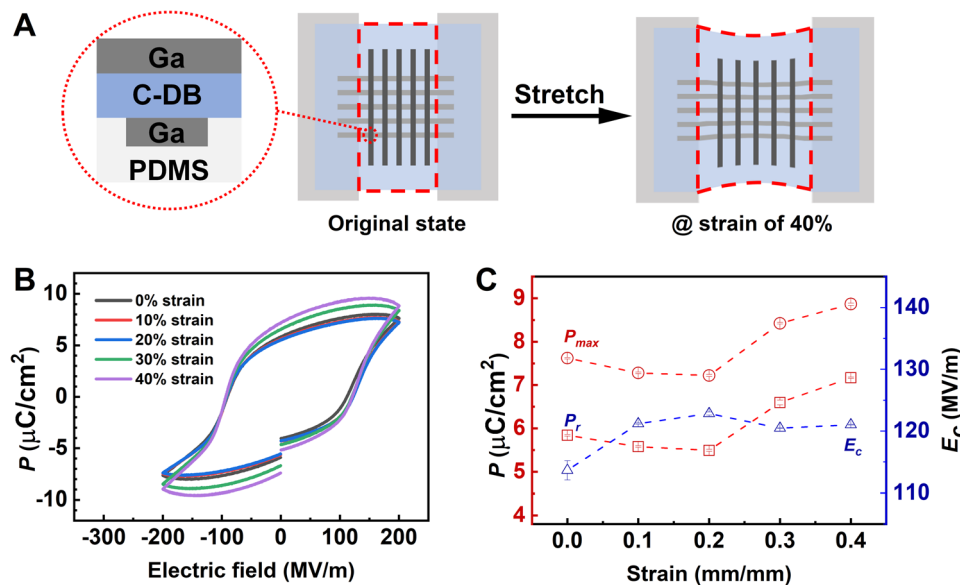 A
Ga
C-DB
Ga
PDMS
Stretch
Original state
@ strain of 40%
B
P (μC/cm²)
10
5
0
-5
-10
0% strain
10% strain
20% strain
30% strain
40% strain
-300 -200 -100 0 100 200
Electric field (MV/m)
C
P (μC/cm²)
9
8
7
6
5
4
Pmax
Pr
Ec
140
130
120
110
Ec (MV/m)
0.0 0.1 0.2 0.3 0.4
Strain (mm/mm)